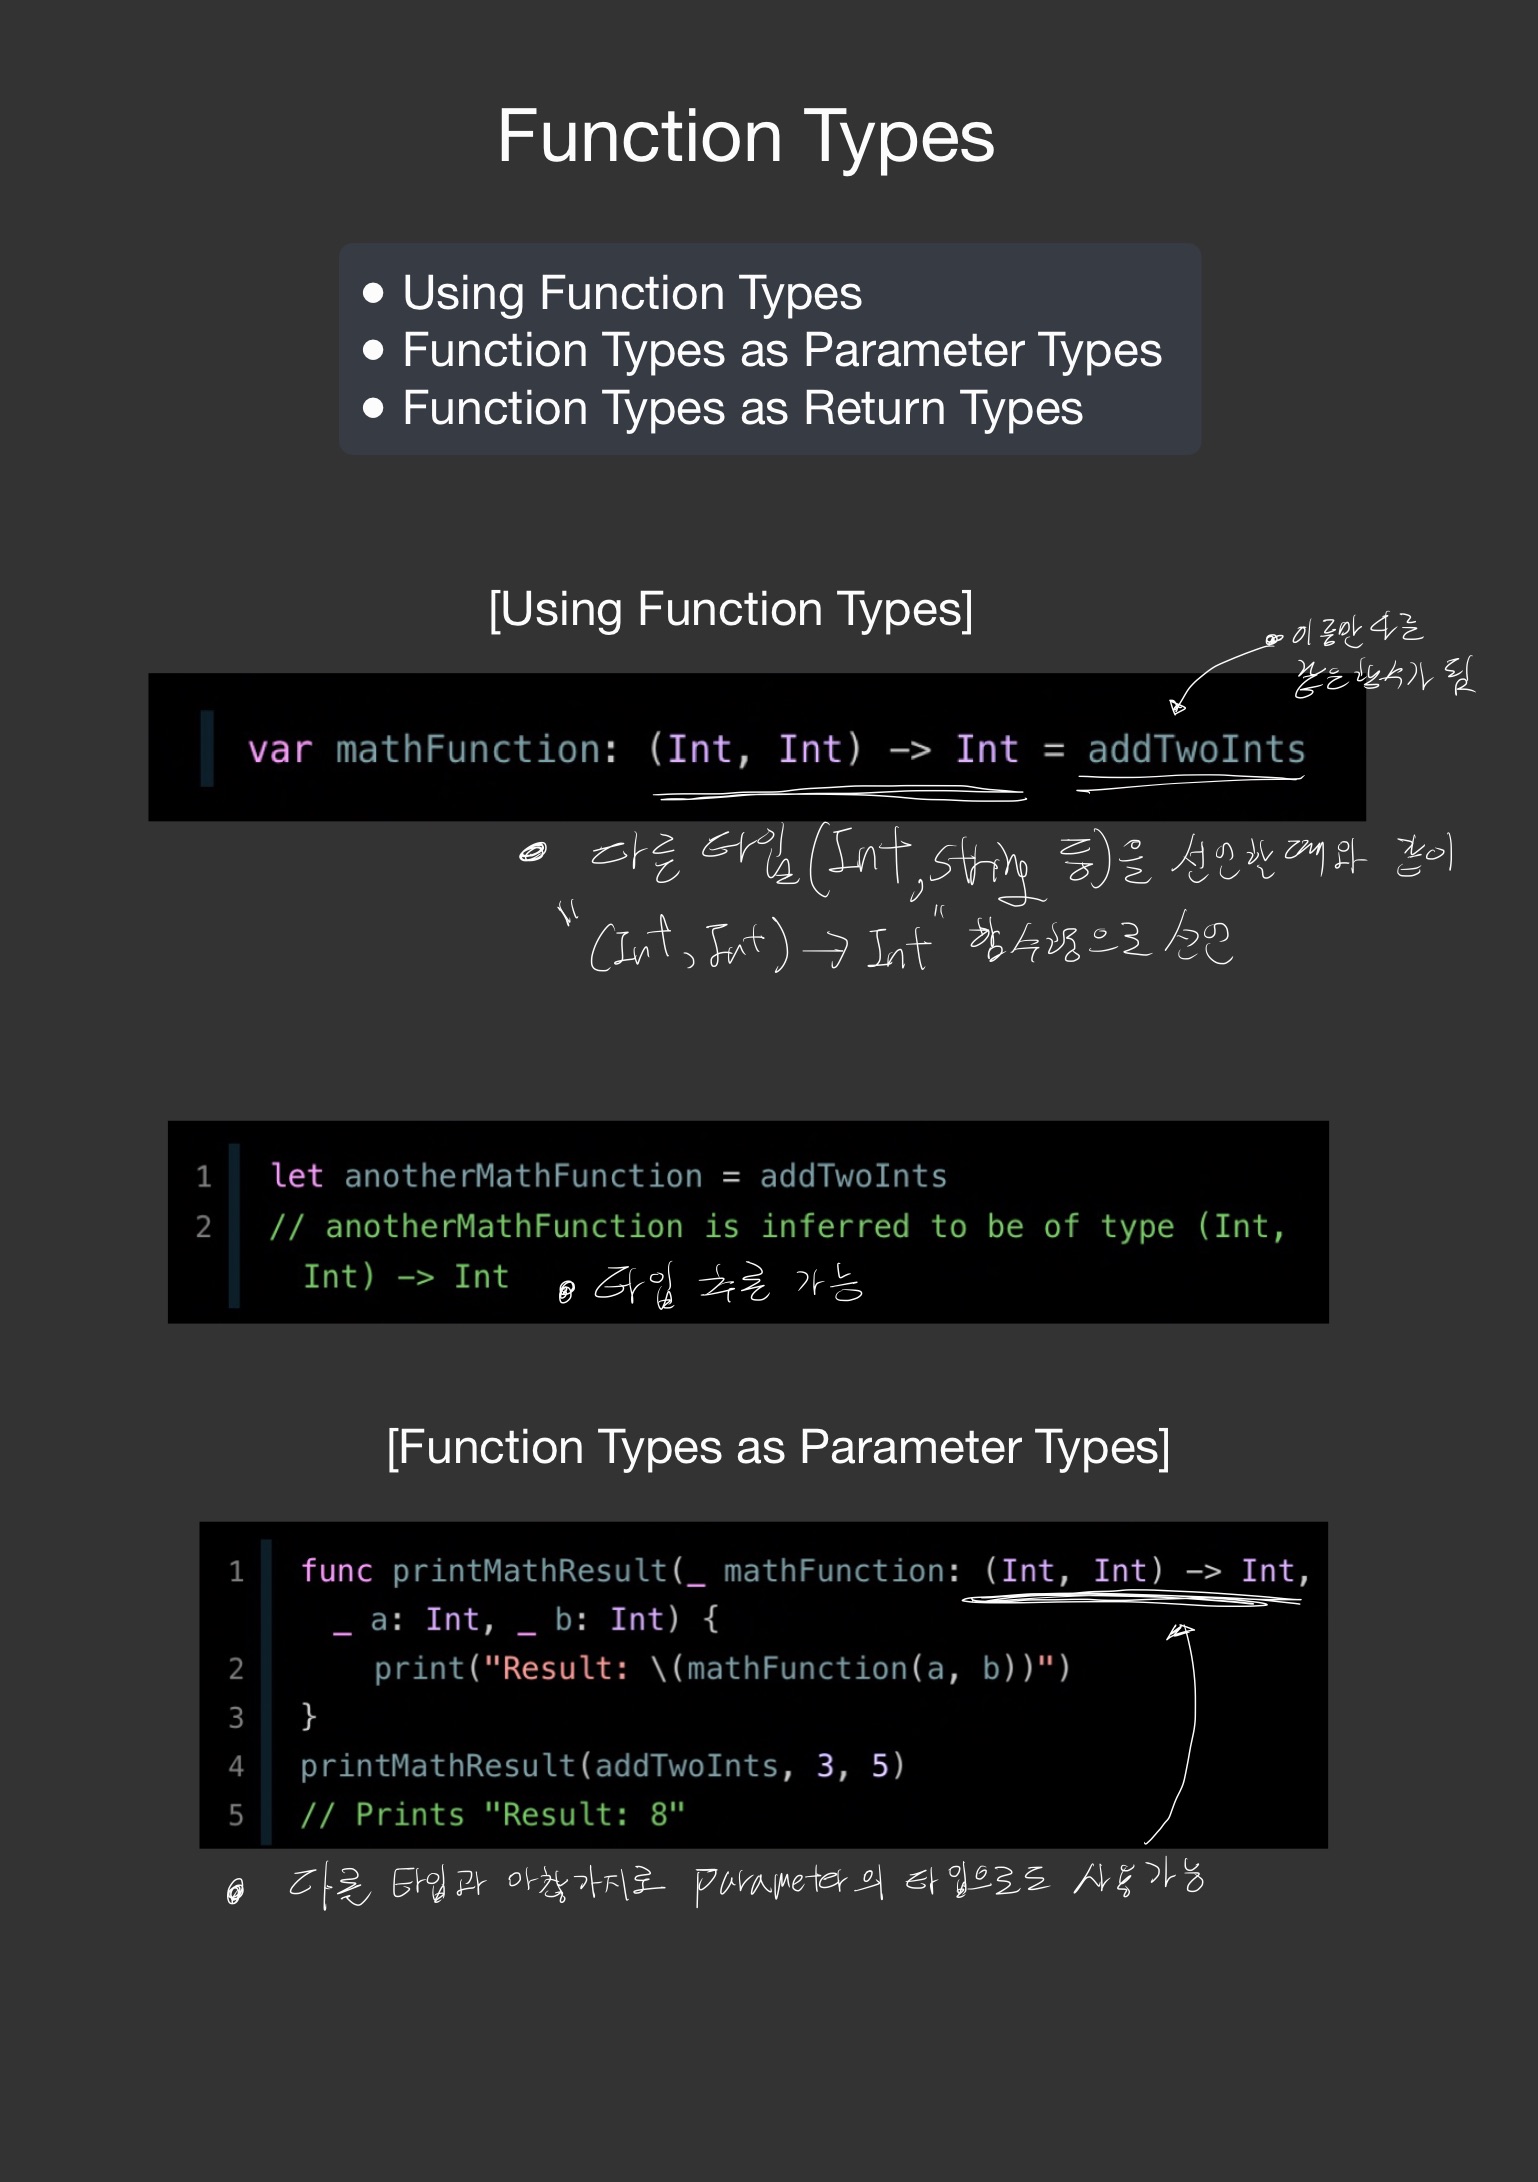 Function Types
• Using Function Types
• Function Types as Parameter Types
• Function Types as Return Types
[Using Function Types]
• 이름만 다를
같은함수가 됨
var mathFunction: (Int, Int) -> Int = addTwoInts
• 다른 타입(Int, string 등)을 선언할때와 같이
"(Int, Int) → Int" 함수형으로 선언
1 let anotherMathFunction = addTwoInts
2 // anotherMathFunction is inferred to be of type (Int,
Int) -> Int • 타입 추론 가능
[Function Types as Parameter Types]
1 func printMathResult(_ mathFunction: (Int, Int) -> Int,
_ a: Int, _ b: Int) {
2 print("Result: \(mathFunction(a, b))")
3 }
4 printMathResult(addTwoInts, 3, 5)
5 // Prints "Result: 8"
• 다른 타입과 마찮가지로 parameter의 타입으로도 사용가능